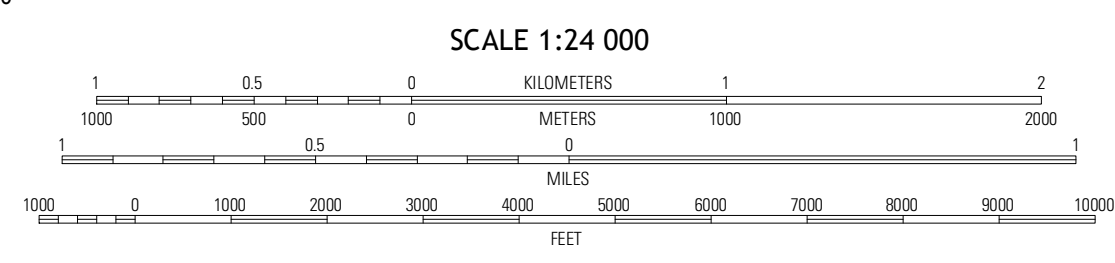 SCALE 1:24 000
1 0.5 0 KILOMETERS 1 2
1000 500 0 METERS 1000 2000
1 0.5 0 1
MILES
1000 0 1000 2000 3000 4000 5000 6000 7000 8000 9000 10000
FEET